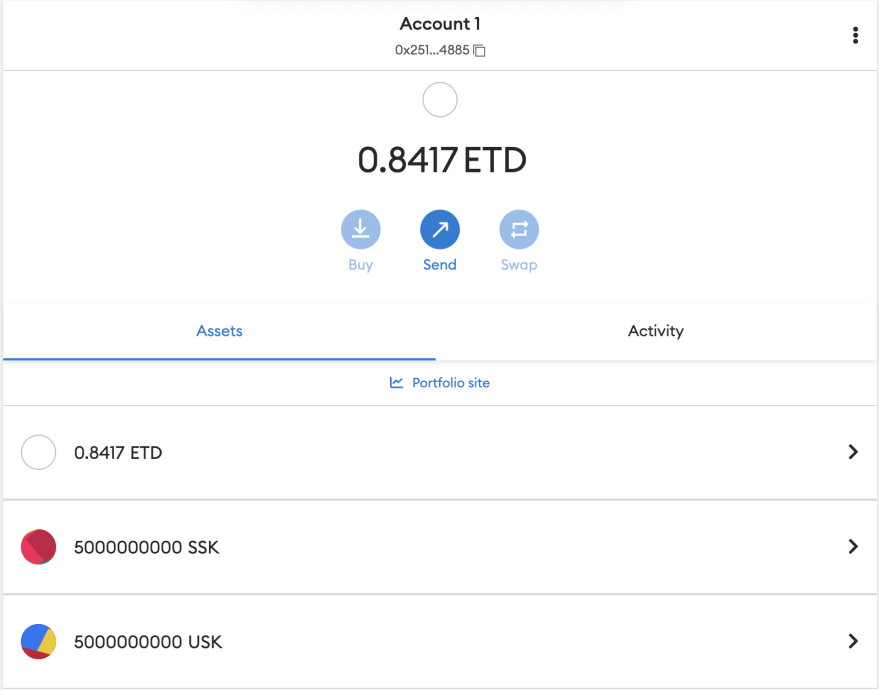 Account 1
0x251...4885
0.8417 ETD
Buy
Send
Swap
Assets
Activity
Portfolio site
0.8417 ETD
5000000000 SSK
5000000000 USK